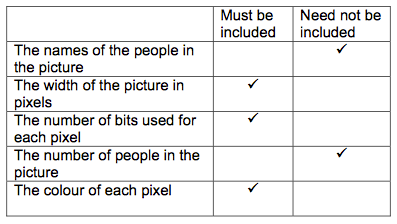 Must be Need not be
included included
The names of the people in ✓
the picture
The width of the picture in ✓
pixels
The number of bits used for ✓
each pixel
The number of people in the ✓
picture
The colour of each pixel ✓